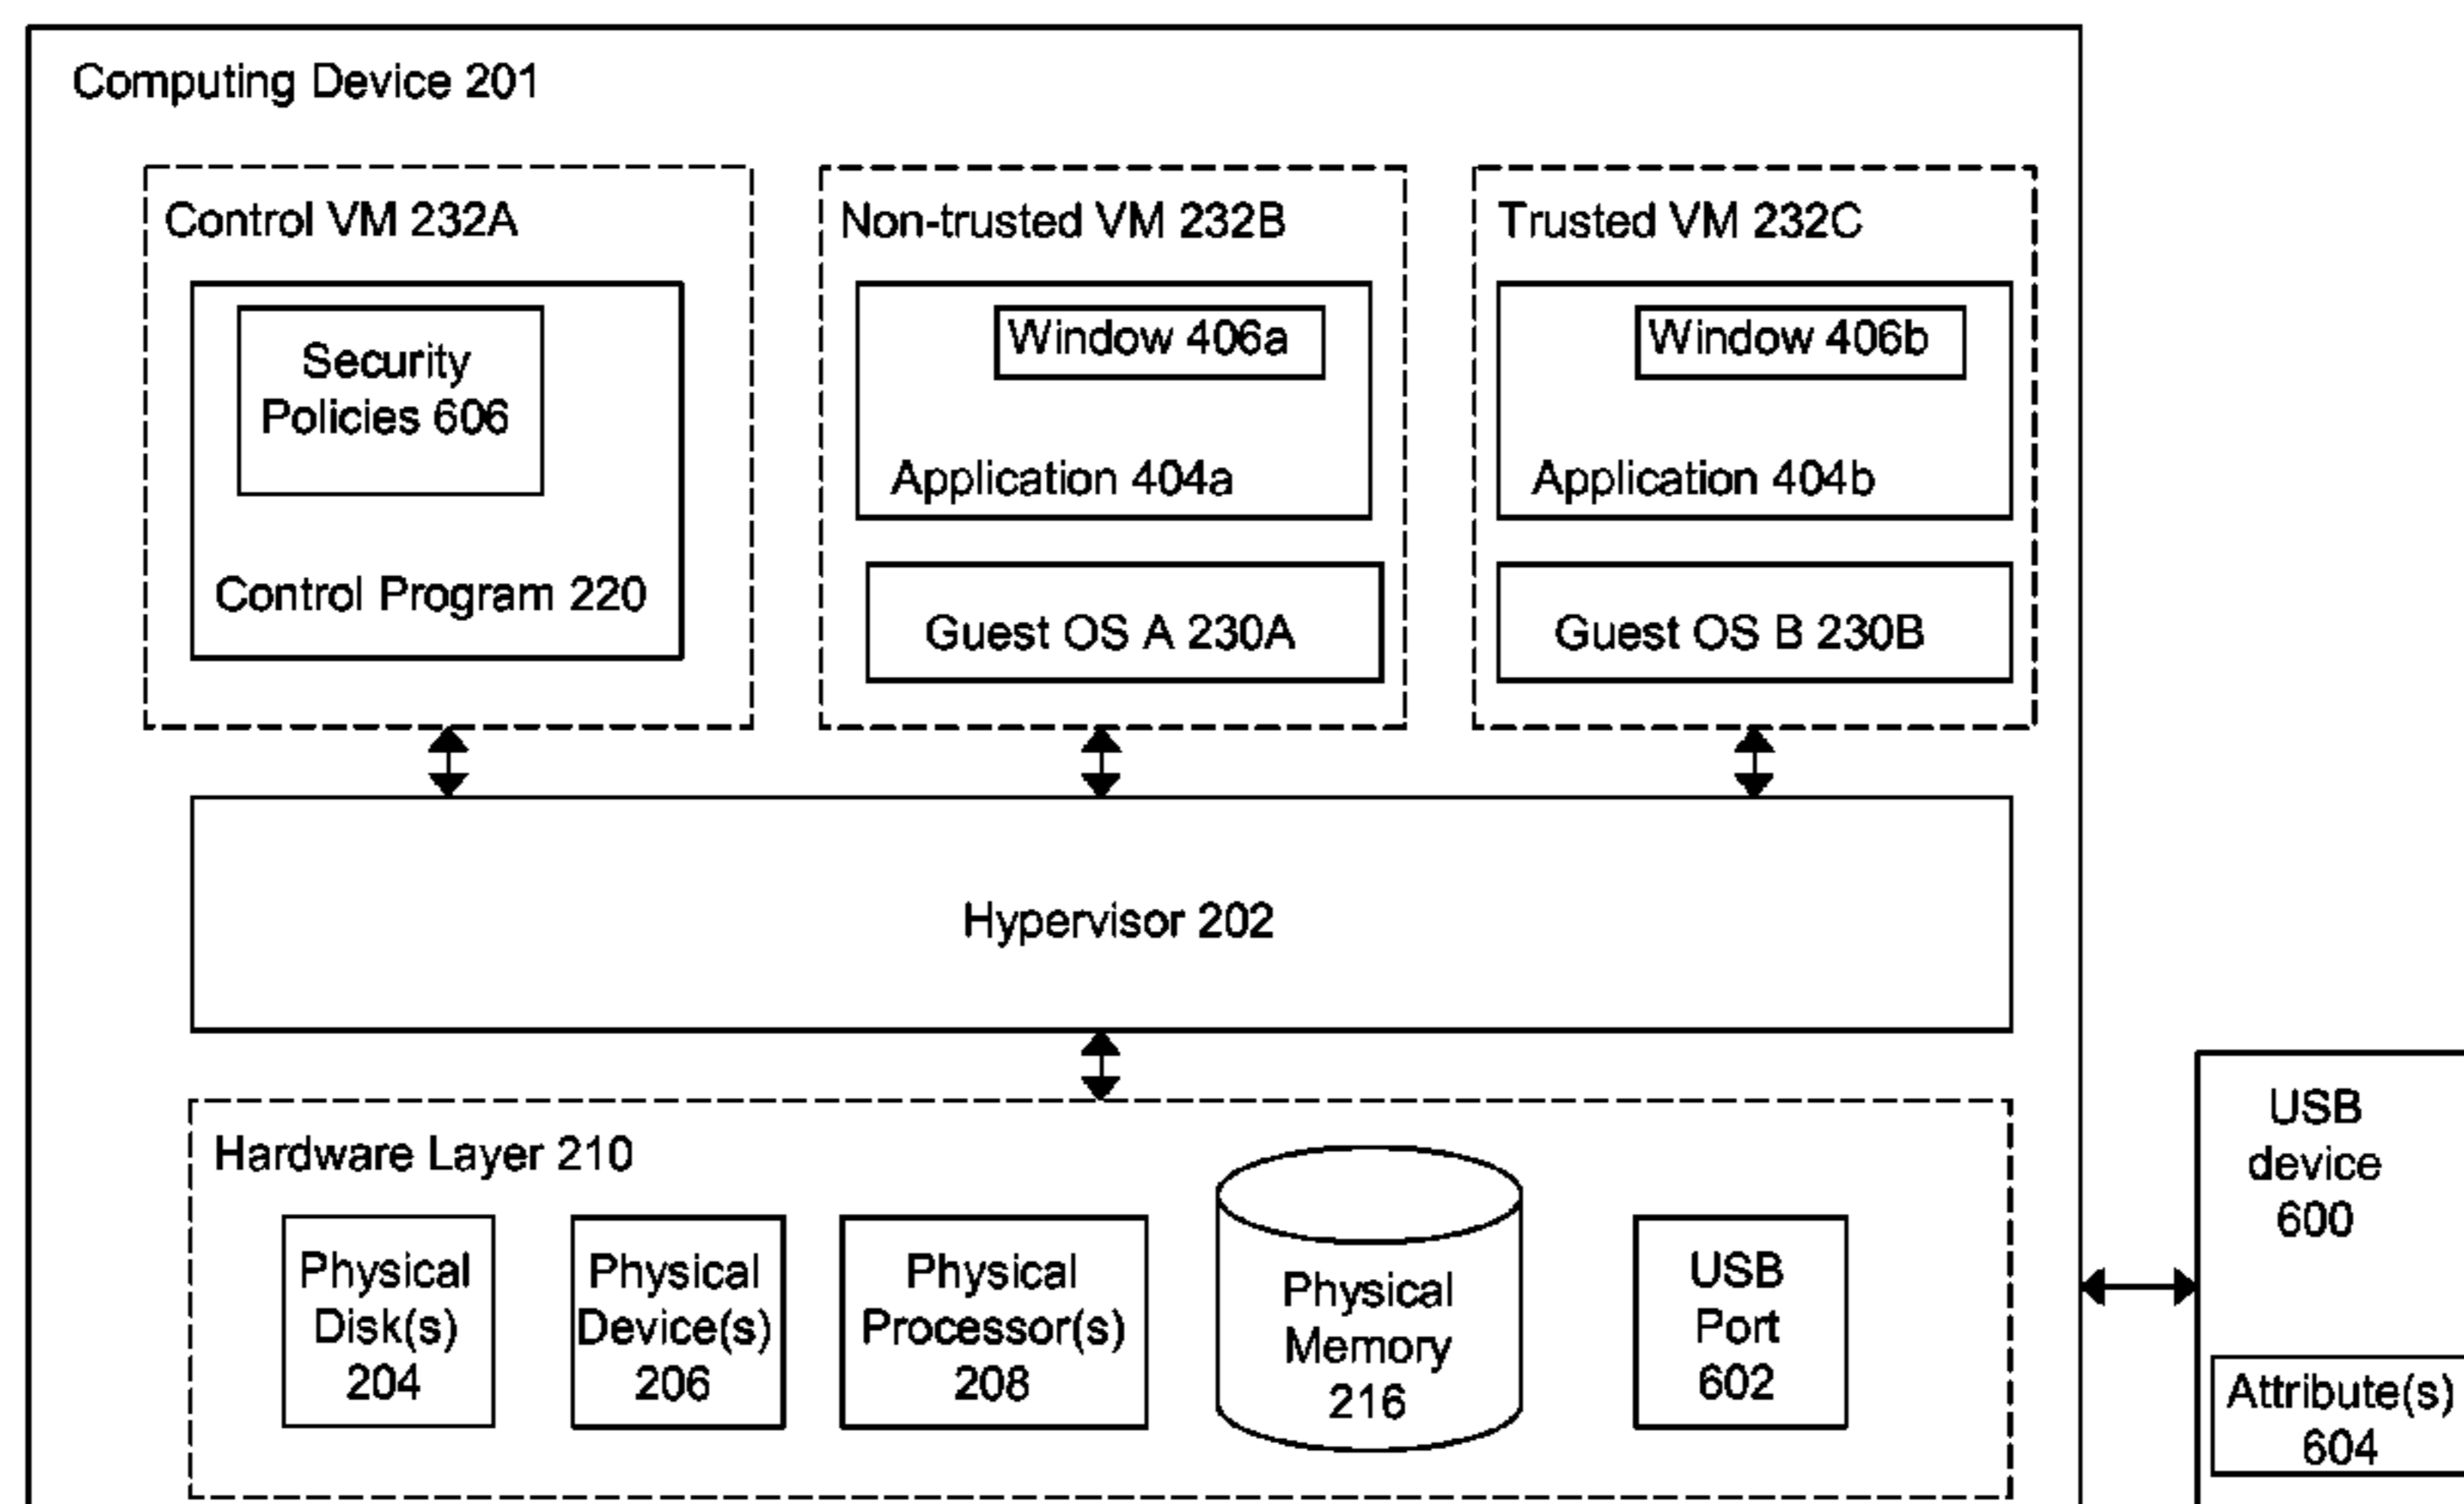 Computing Device 201
Control VM 232A
Security
Policies 606
Control Program 220
Non-trusted VM 232B
Window 406a
Application 404a
Guest OS A 230A
Trusted VM 232C
Window 406b
Application 404b
Guest OS B 230B
Hypervisor 202
Hardware Layer 210
Physical
Disk(s)
204
Physical
Device(s)
206
Physical
Processor(s)
208
Physical
Memory
216
USB
Port
602
USB
device
600
Attribute(s)
604